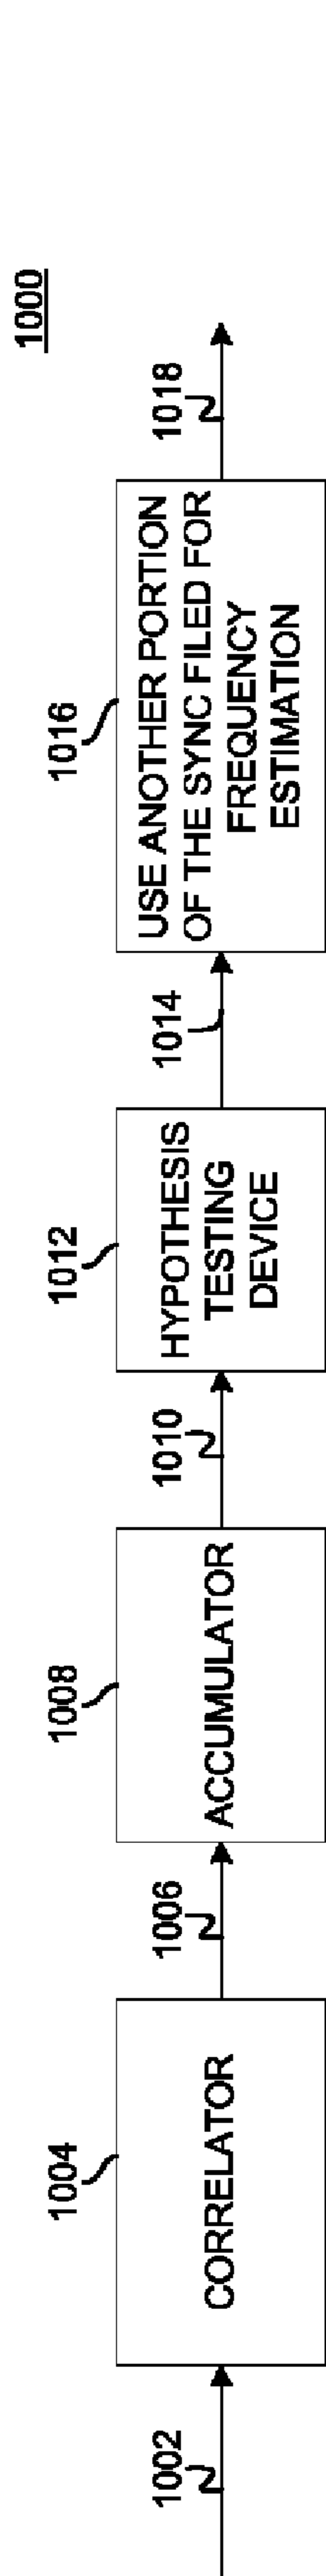 1000
1002
1004
CORRELATOR
1006
1008
ACCUMULATOR
1010
1012
HYPOTHESIS
TESTING
DEVICE
1014
1016
USE ANOTHER PORTION
OF THE SYNC FILED FOR
FREQUENCY
ESTIMATION
1018